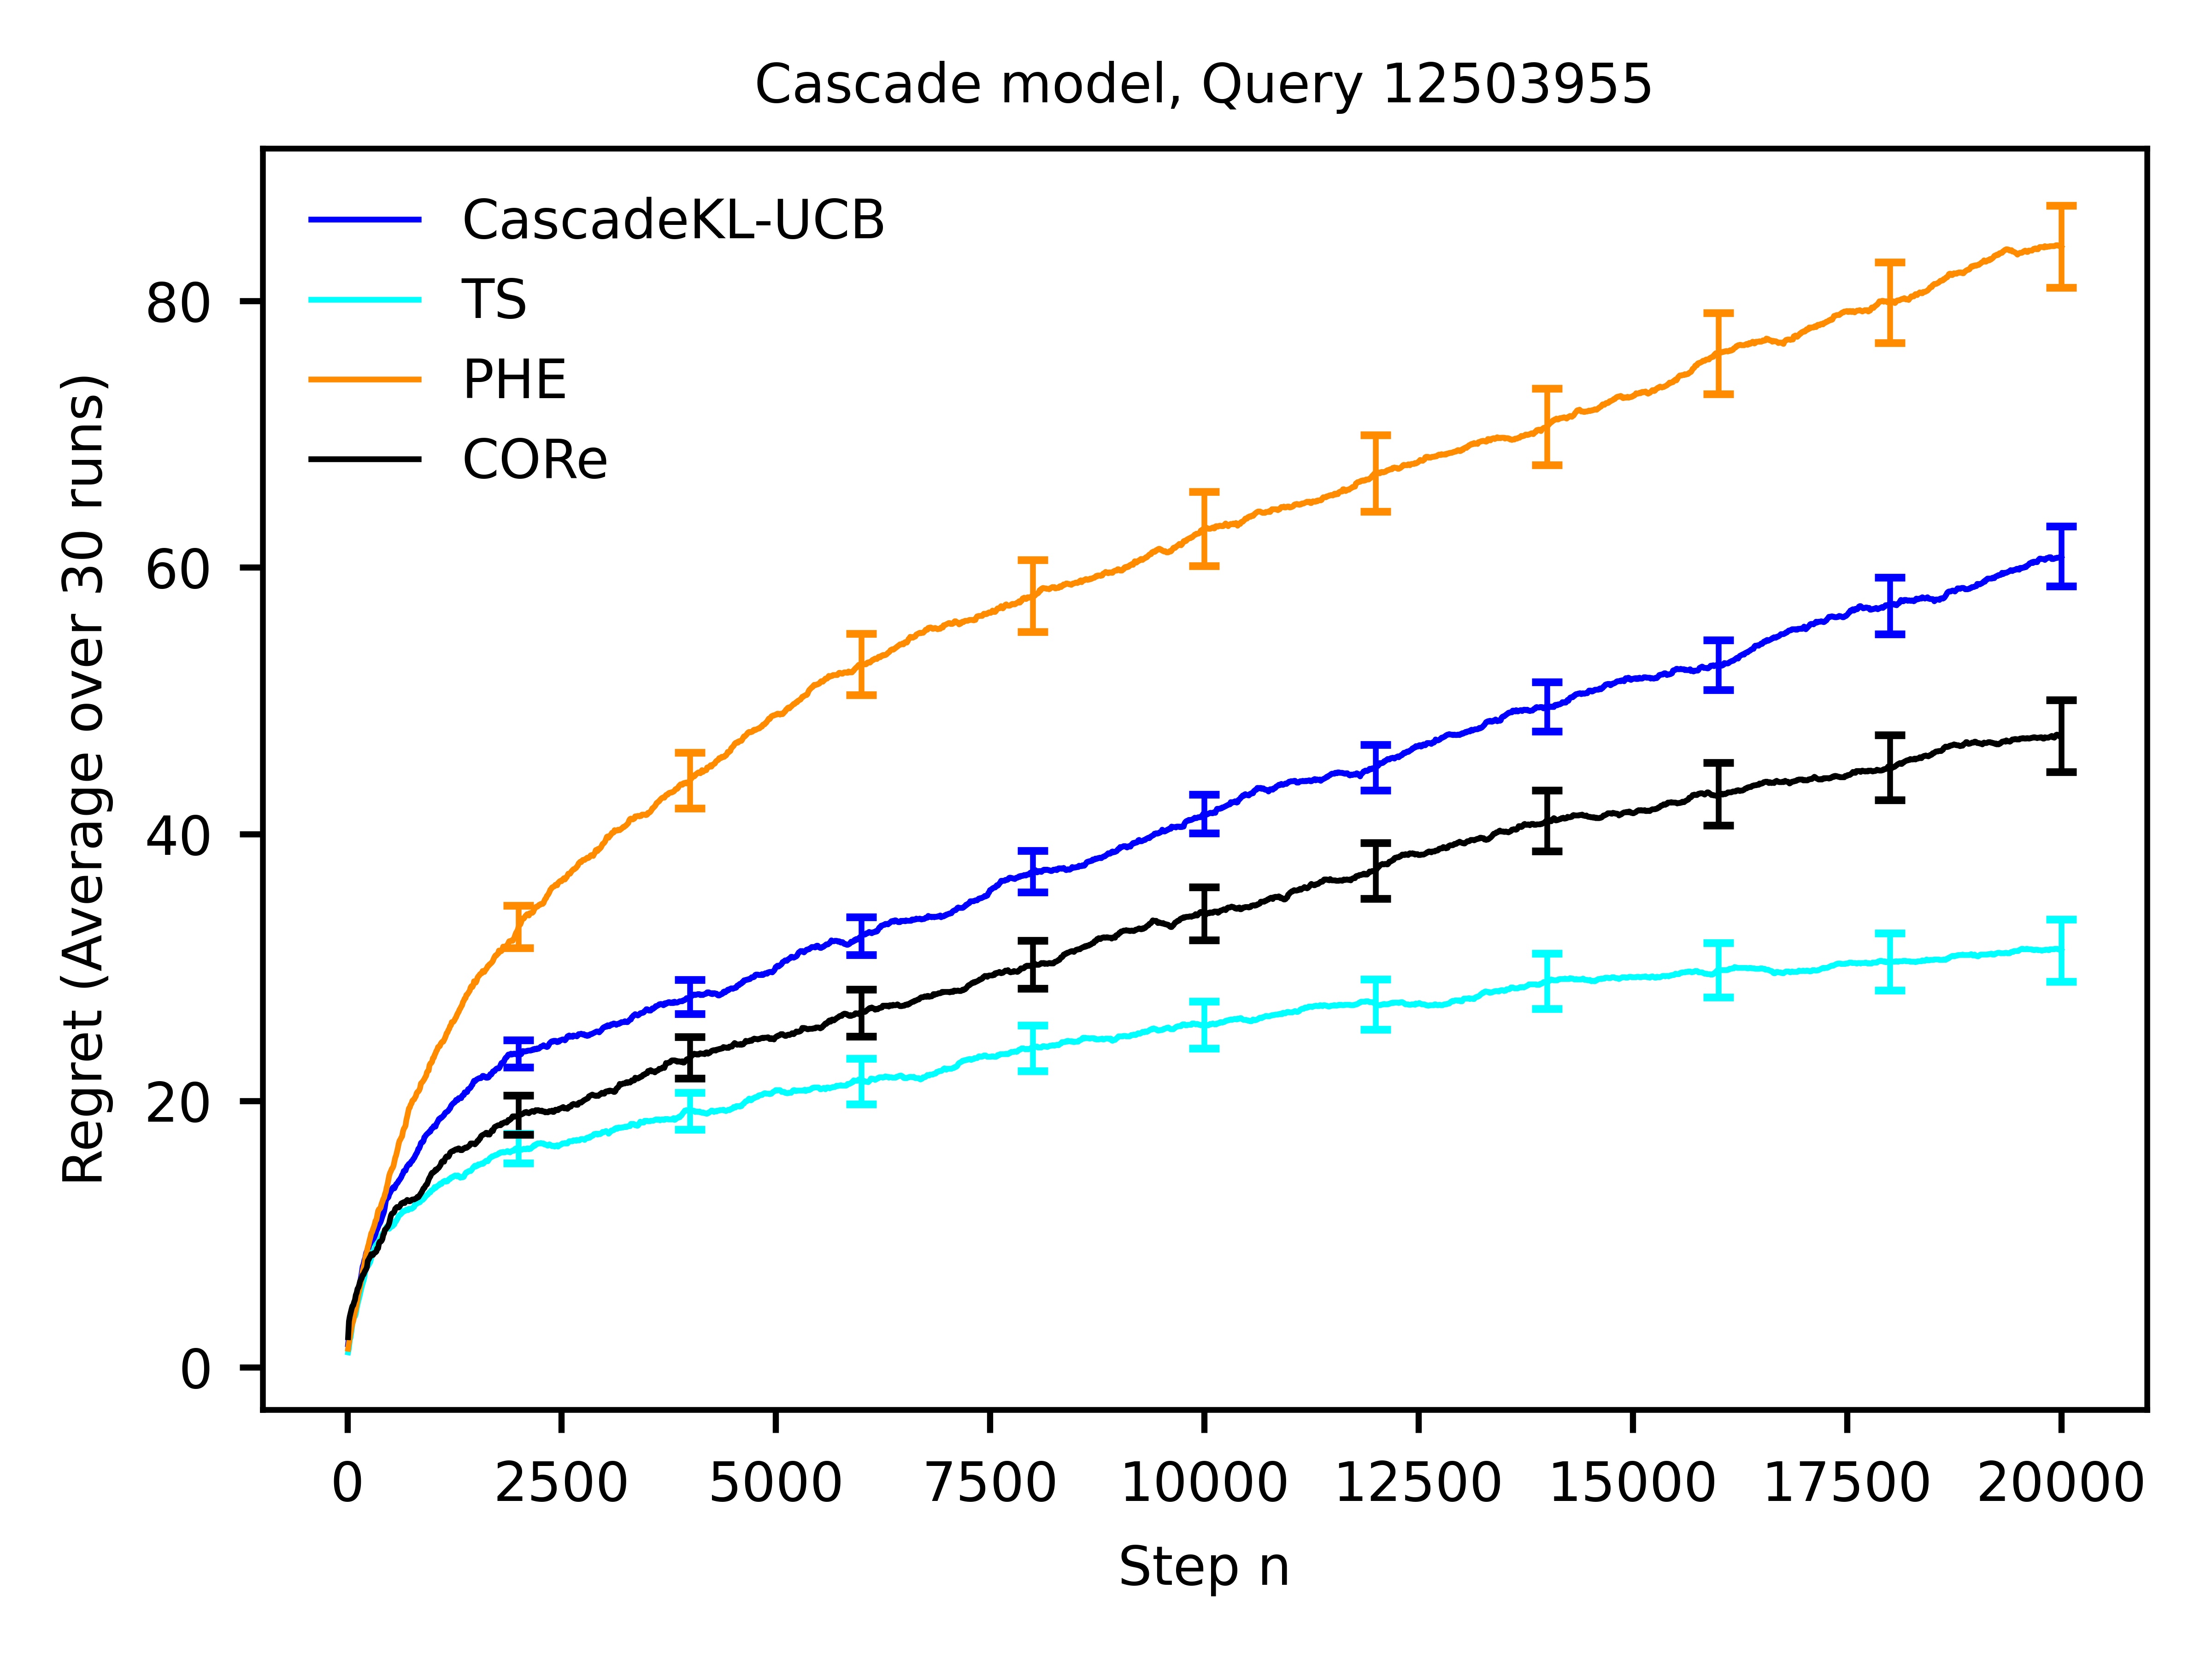 Cascade model, Query 12503955
CascadeKL-UCB
TS
PHE
CORe
Regret (Average over 30 runs)
80
60
40
20
0
0 2500 5000 7500 10000 12500 15000 17500 20000
Step n